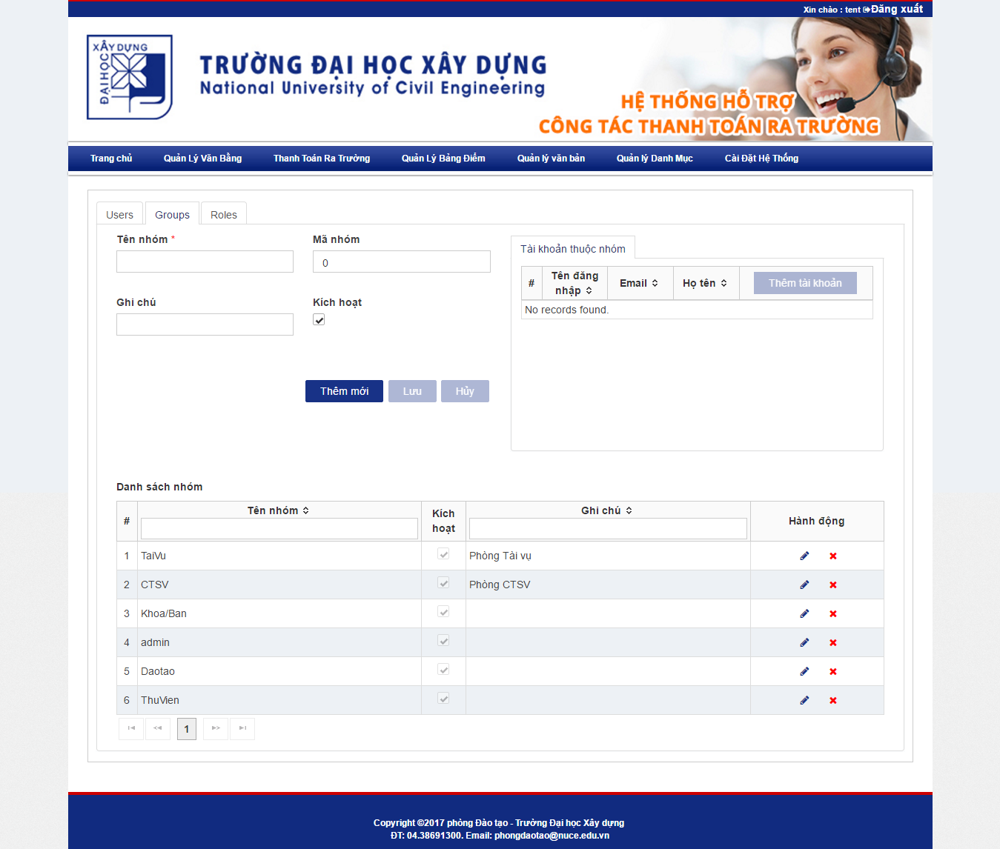 Xin chào : tent Đăng xuất
XÂY DỰNG
ĐẠI HỌC
TRƯỜNG ĐẠI HỌC XÂY DỰNG
National University of Civil Engineering
HỆ THỐNG HỖ TRỢ
CÔNG TÁC THANH TOÁN RA TRƯỜNG
Trang chủ Quản Lý Văn Bằng Thanh Toán Ra Trường Quản Lý Bảng Điểm Quản lý văn bản Quản lý Danh Mục Cài Đặt Hệ Thống
Users Groups Roles
Tên nhóm * Mã nhóm
0
Ghi chú Kích hoạt
Thêm mới Lưu Hủy
Tài khoản thuộc nhóm
# Tên đăng nhập Email Họ tên Thêm tài khoản
No records found.
Danh sách nhóm
# Tên nhóm Kích hoạt Ghi chú Hành động
1 TaiVu Phòng Tài vụ
2 CTSV Phòng CTSV
3 Khoa/Ban
4 admin
5 Daotao
6 ThuVien
1
Copyright ©2017 phòng Đào tạo - Trường Đại học Xây dựng
ĐT: 04.38691300. Email: phongdaotao@nuce.edu.vn